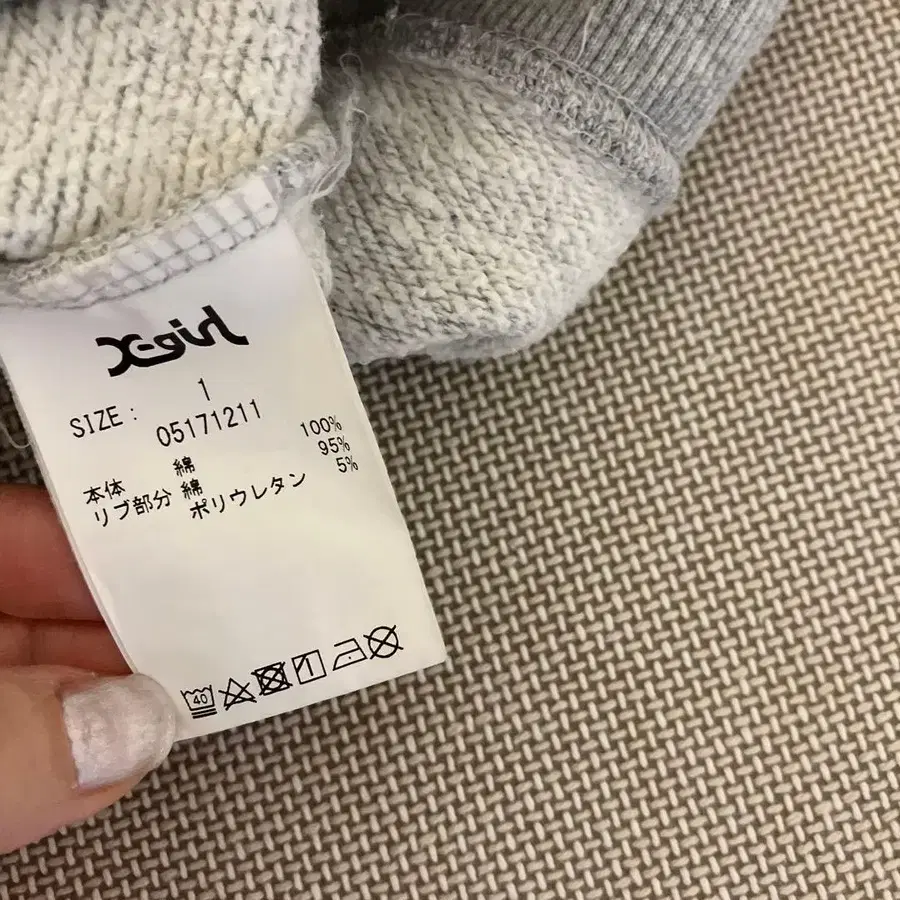 X-girl
SIZE: 1
05171211
本体 綿 100%
リブ部分 綿 95%
ポリウレタン 5%
40